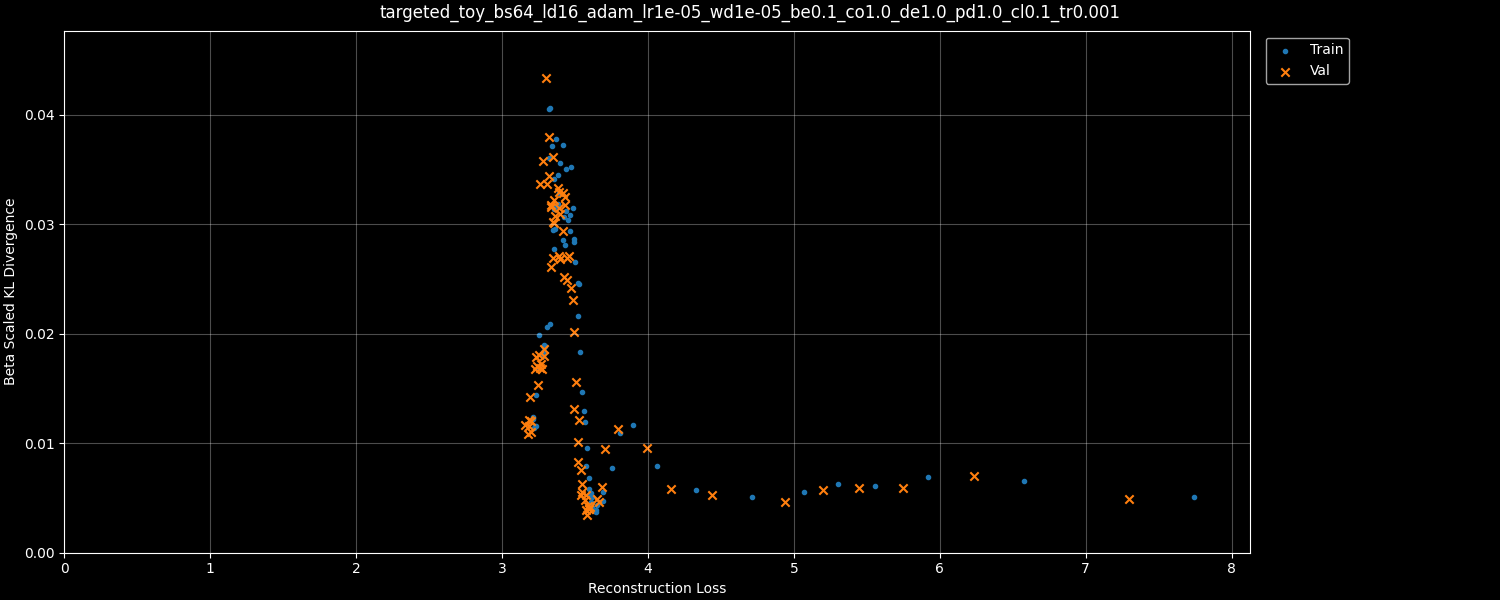 targeted_toy_bs64_ld16_adam_lr1e-05_wd1e-05_be0.1_co1.0_de1.0_pd1.0_cl0.1_tr0.001
Train
Val
Beta Scaled KL Divergence
0.04
0.03
0.02
0.01
0.00
0 1 2 3 4 5 6 7 8
Reconstruction Loss